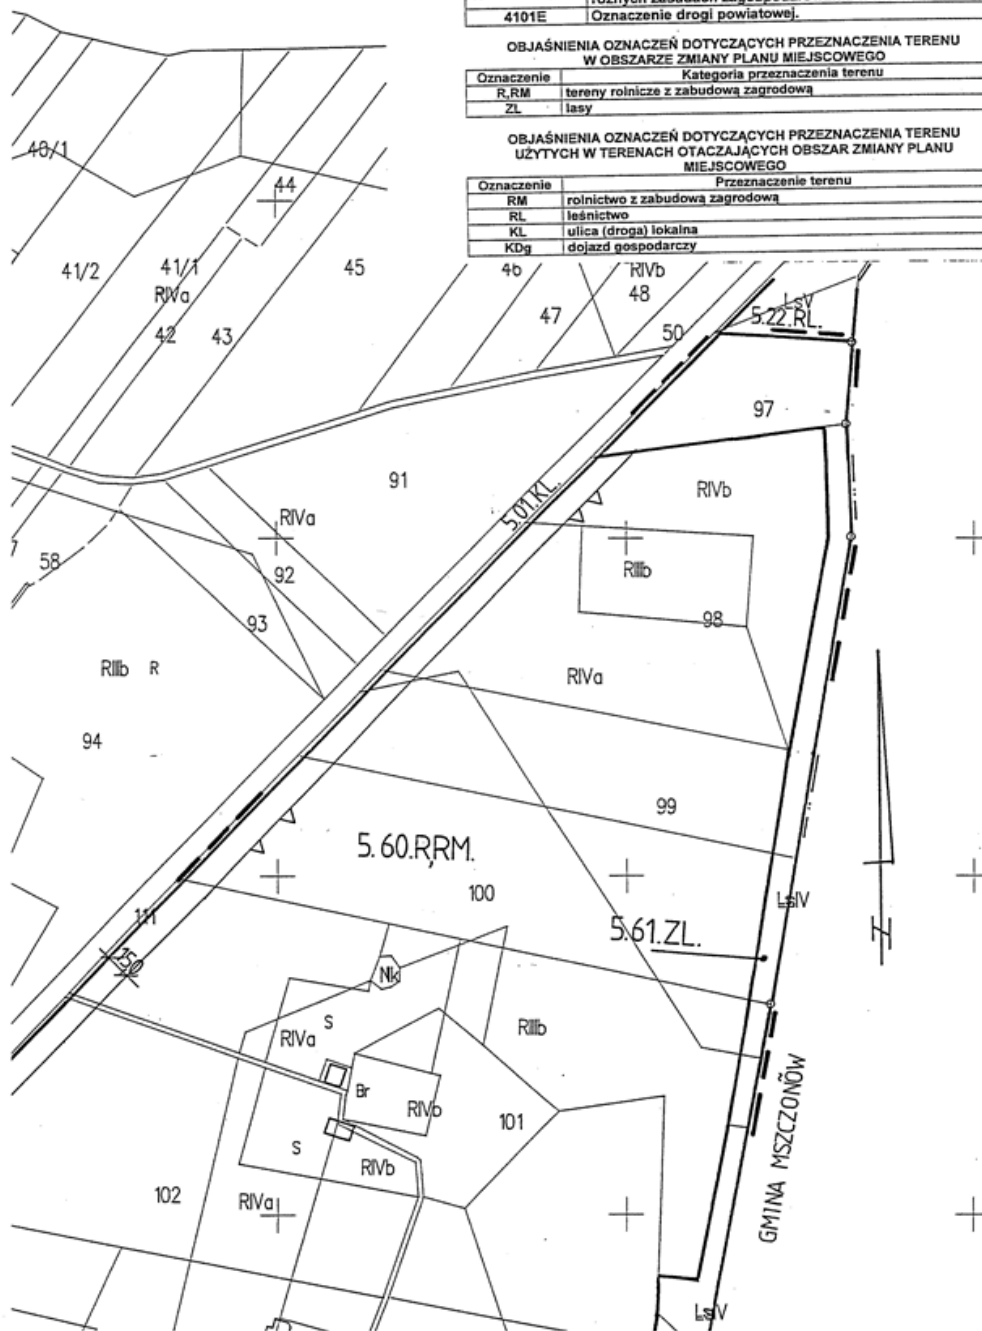 4101E Oznaczenie drogi powiatowej.
OBJAŚNIENIA OZNACZEŃ DOTYCZĄCYCH PRZEZNACZENIA TERENU
W OBSZARZE ZMIANY PLANU MIEJSCOWEGO
Oznaczenie Kategoria przeznaczenia terenu
R,RM tereny rolnicze z zabudową zagrodową
ZL lasy
OBJAŚNIENIA OZNACZEŃ DOTYCZĄCYCH PRZEZNACZENIA TERENU
UŻYTYCH W TERENACH OTACZAJĄCYCH OBSZAR ZMIANY PLANU
MIEJSCOWEGO
Oznaczenie Przeznaczenie terenu
RM rolnictwo z zabudową zagrodową
RL leśnictwo
KL ulica (droga) lokalna
KDg dojazd gospodarczy
40/1
44
41/2
41/1
45
46
RIVb
48
RIVa
47
42
43
50
LsV
5.22.RL.
97
91
5.01.KL.
RIVb
RIVa
58
92
RIIIb
93
98
RIIIb R
RIVa
94
99
5.60.R,RM.
100
LsIV
111
5.61.ZL.
150
Nk
S
RIVa
RIIIb
Br
RIVb
101
S
RIVb
102
RIVa
GMINA MSZCZONÓW
LsIV